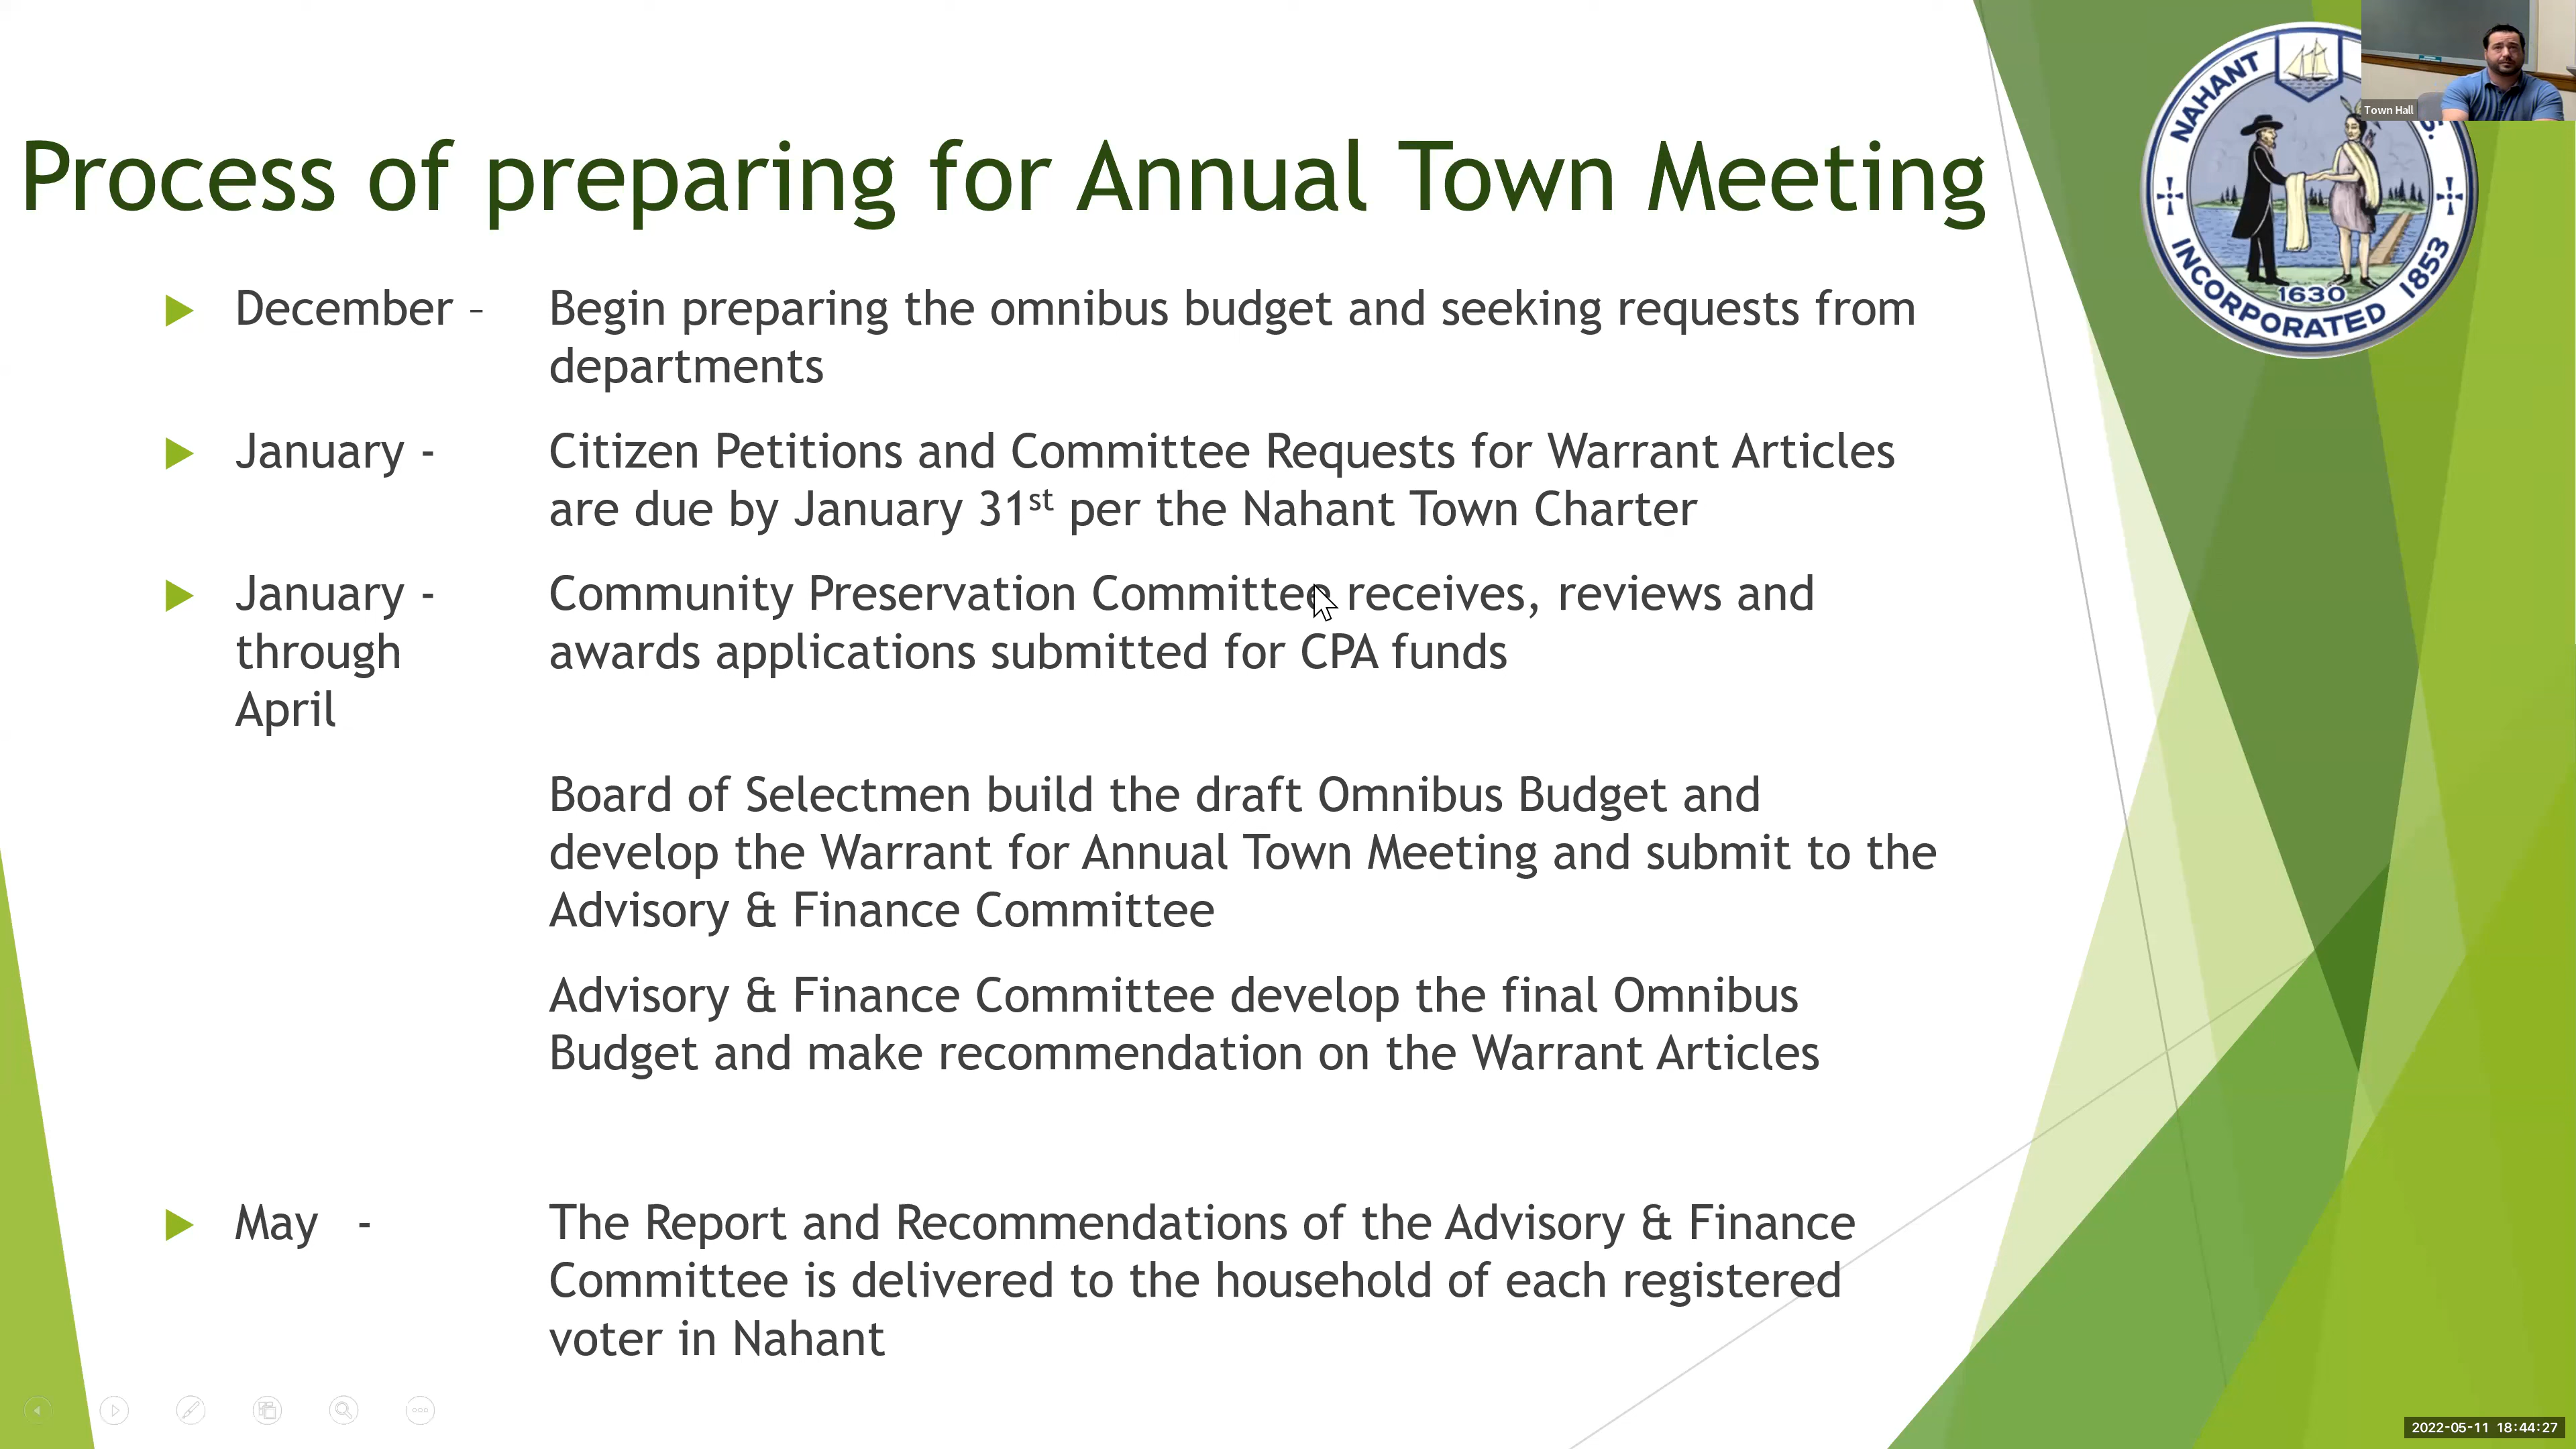 Process of preparing for Annual Town Meeting
December – Begin preparing the omnibus budget and seeking requests from
departments
January - Citizen Petitions and Committee Requests for Warrant Articles
are due by January 31st per the Nahant Town Charter
January - Community Preservation Committee receives, reviews and
through awards applications submitted for CPA funds
April
Board of Selectmen build the draft Omnibus Budget and
develop the Warrant for Annual Town Meeting and submit to the
Advisory & Finance Committee
Advisory & Finance Committee develop the final Omnibus
Budget and make recommendation on the Warrant Articles
May - The Report and Recommendations of the Advisory & Finance
Committee is delivered to the household of each registered
voter in Nahant
NAHANT
1630
INCORPORATED 1853
Town Hall
2022-05-11 18:44:27